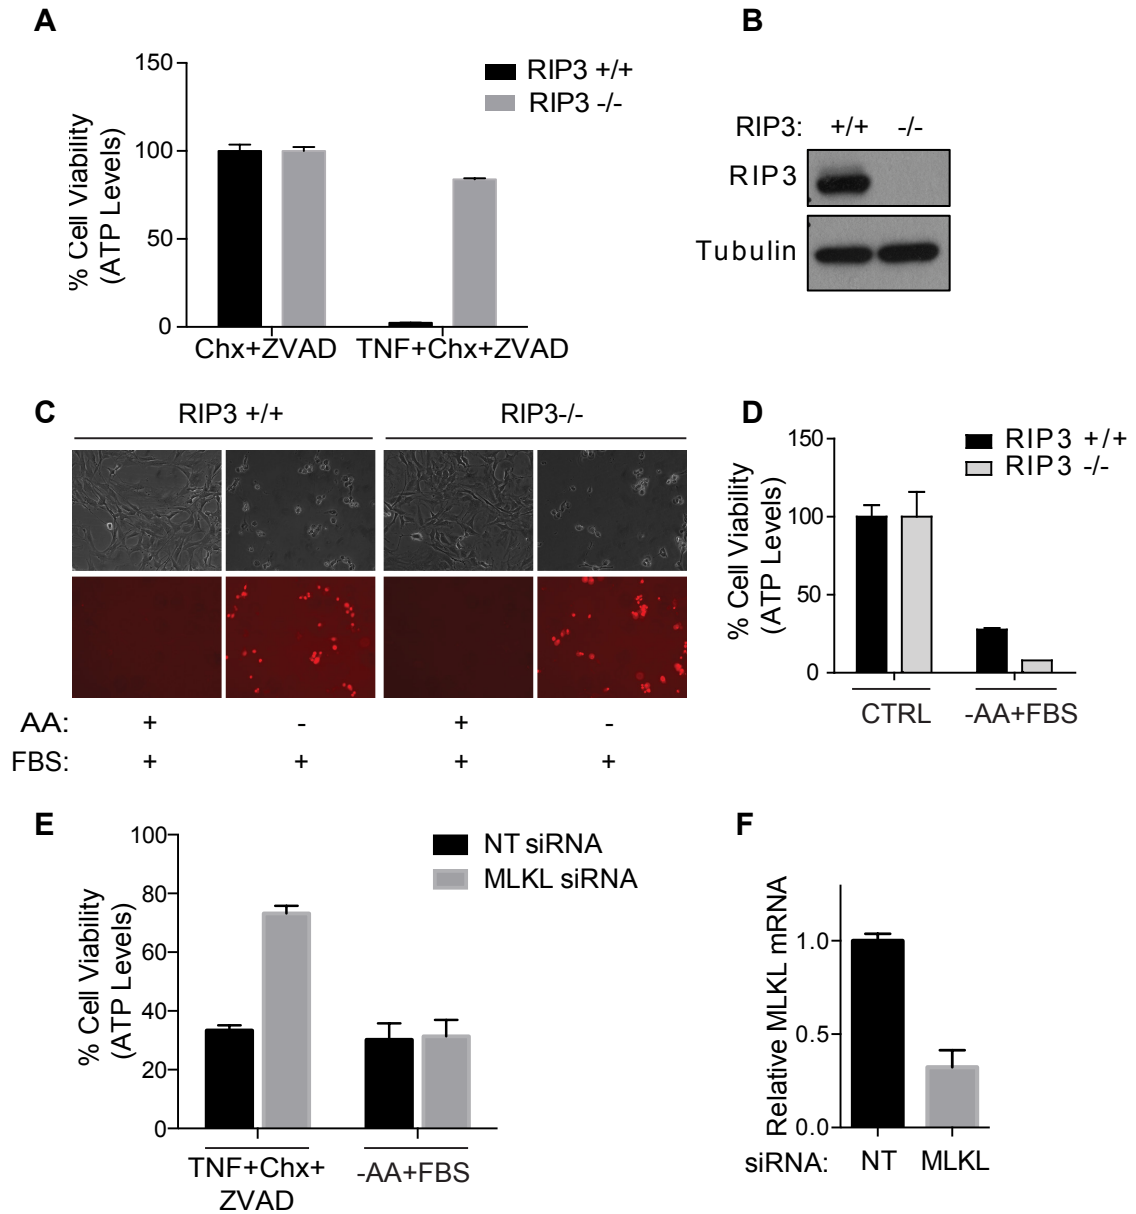 A
% Cell Viability
(ATP Levels)
150
100
50
0
RIP3 +/+
RIP3 -/-
Chx+ZVAD TNF+Chx+ZVAD
B
RIP3: +/+ -/-
RIP3
Tubulin
C
RIP3 +/+ RIP3-/-
AA: + - + -
FBS: + + + +
D
% Cell Viability
(ATP Levels)
150
100
50
0
RIP3 +/+
RIP3 -/-
CTRL -AA+FBS
E
% Cell Viability
(ATP Levels)
100
80
60
40
20
0
NT siRNA
MLKL siRNA
TNF+Chx+
ZVAD
-AA+FBS
F
Relative MLKL mRNA
1.0
0.5
0.0
siRNA: NT MLKL